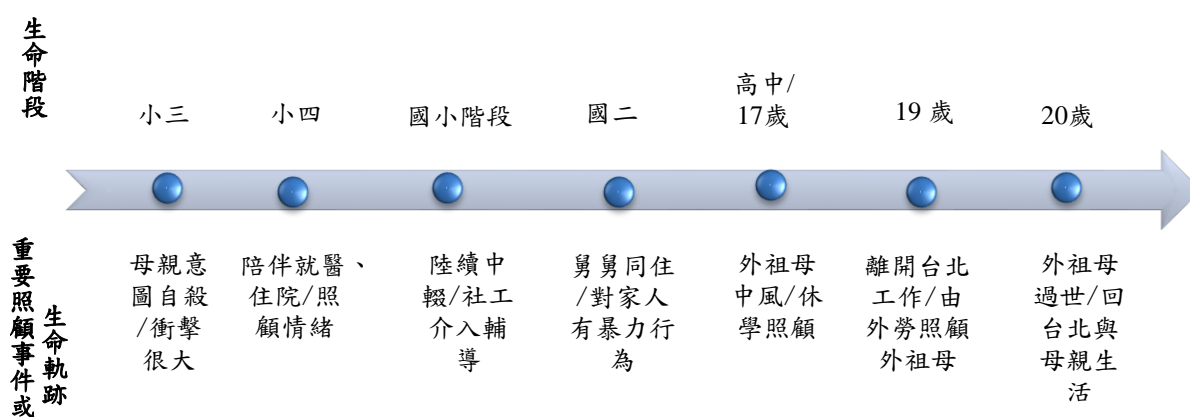 生命階段
小三
小四
國小階段
國二
高中/
17歲
19 歲
20歲
重要照顧事件或
生命軌跡
母親意
圖自殺
/衝擊
很大
陪伴就醫、
住院/照
顧情緒
陸續中
輟/社工
介入輔
導
舅舅同住
/對家人
有暴力行
為
外祖母
中風/休
學照顧
離開台北
工作/由
外勞照顧
外祖母
外祖母
過世/回
台北與
母親生
活